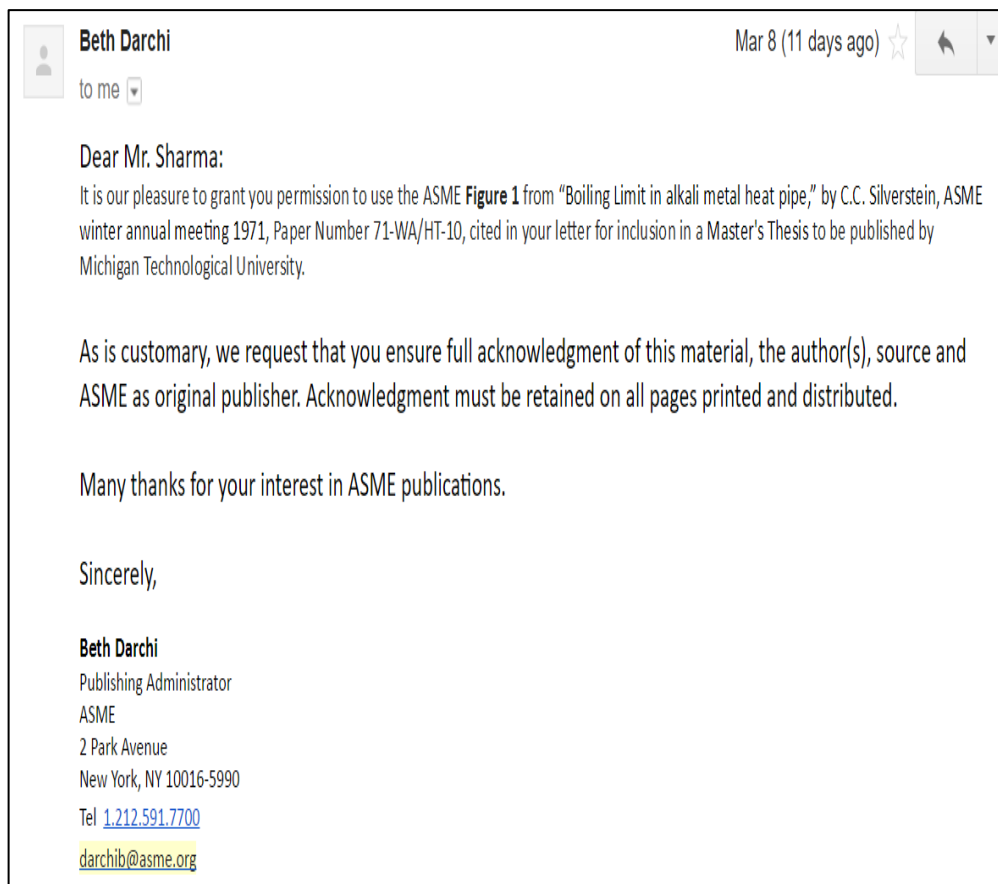 Beth Darchi
Mar 8 (11 days ago)
to me
Dear Mr. Sharma:
It is our pleasure to grant you permission to use the ASME Figure 1 from “Boiling Limit in alkali metal heat pipe,” by C.C. Silverstein, ASME
winter annual meeting 1971, Paper Number 71-WA/HT-10, cited in your letter for inclusion in a Master's Thesis to be published by
Michigan Technological University.
As is customary, we request that you ensure full acknowledgment of this material, the author(s), source and
ASME as original publisher. Acknowledgment must be retained on all pages printed and distributed.
Many thanks for your interest in ASME publications.
Sincerely,
Beth Darchi
Publishing Administrator
ASME
2 Park Avenue
New York, NY 10016-5990
Tel 1.212.591.7700
darchib@asme.org